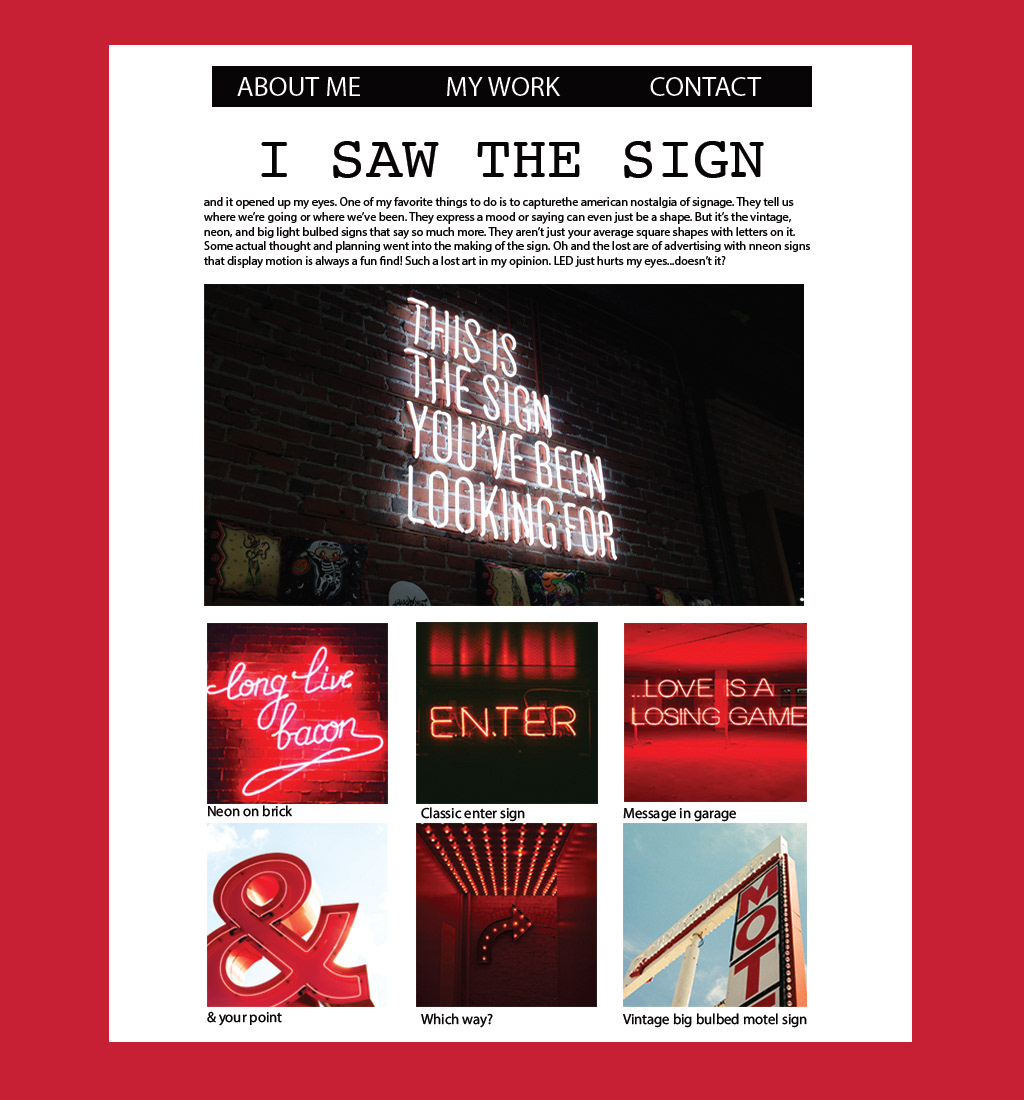 ABOUT ME MY WORK CONTACT
I SAW THE SIGN
and it opened up my eyes. One of my favorite things to do is to capturethe american nostalgia of signage. They tell us
where we’re going or where we’ve been. They express a mood or saying can even just be a shape. But it’s the vintage,
neon, and big light bulbed signs that say so much more. They aren’t just your average square shapes with letters on it.
Some actual thought and planning went into the making of the sign. Oh and the lost are of advertising with nneon signs
that display motion is always a fun find! Such a lost art in my opinion. LED just hurts my eyes...doesn’t it?
THIS IS
THE SIGN
YOU'VE BEEN
LOOKING FOR
long live
bacon
ENTER
...LOVE IS A
LOSING GAME
Neon on brick
Classic enter sign
Message in garage
&
MOT
& your point
Which way?
Vintage big bulbed motel sign